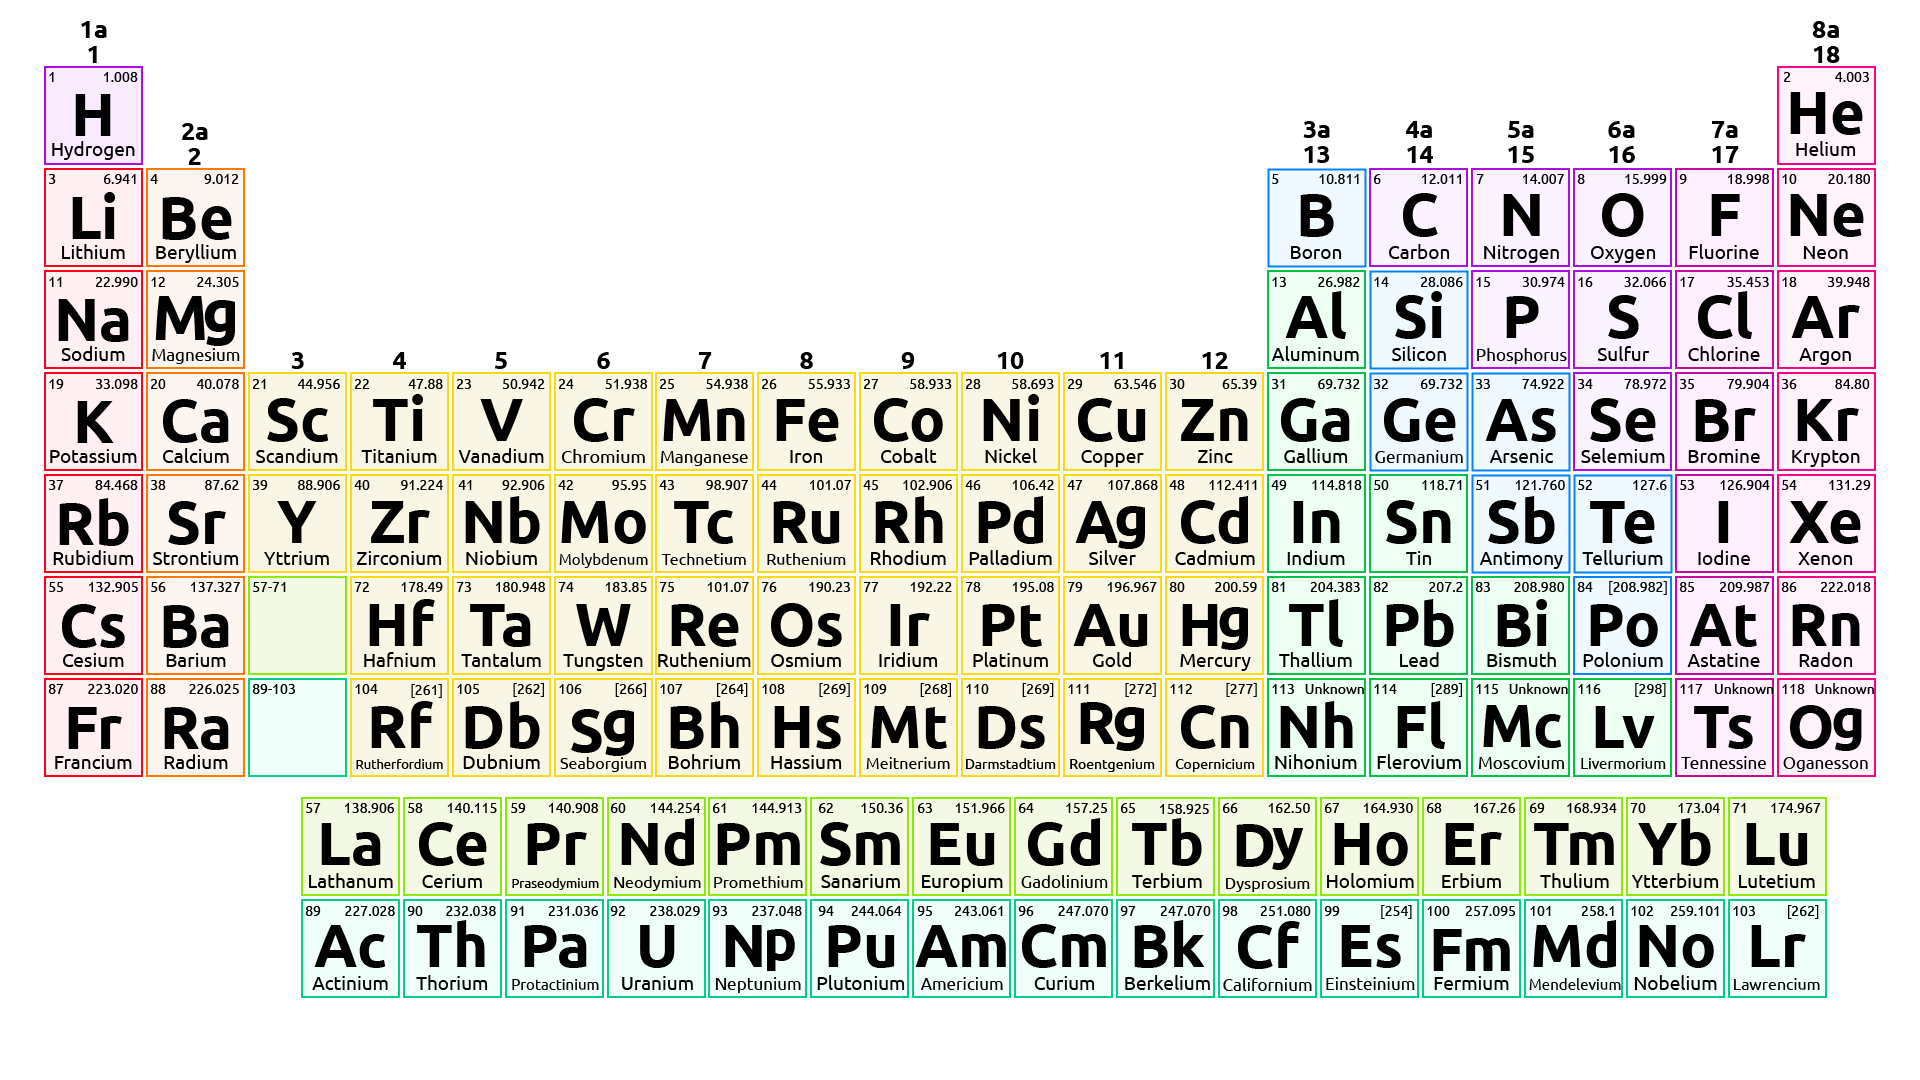 1a 8a
1 18
1 1.008 2 4.003
H He
Hydrogen 2a 3a 4a 5a 6a 7a Helium
2 13 14 15 16 17
3 6.941 4 9.012 5 10.811 6 12.011 7 14.007 8 15.999 9 18.998 10 20.180
Li Be B C N O F Ne
Lithium Beryllium Boron Carbon Nitrogen Oxygen Fluorine Neon
11 22.990 12 24.305 13 26.982 14 28.086 15 30.974 16 32.066 17 35.453 18 39.948
Na Mg Al Si P S Cl Ar
Sodium Magnesium Aluminum Silicon Phosphorus Sulfur Chlorine Argon
3 4 5 6 7 8 9 10 11 12
19 33.098 20 40.078 21 44.956 22 47.88 23 50.942 24 51.938 25 54.938 26 55.933 27 58.933 28 58.693 29 63.546 30 65.39 31 69.732 32 69.732 33 74.922 34 78.972 35 79.904 36 84.80
K Ca Sc Ti V Cr Mn Fe Co Ni Cu Zn Ga Ge As Se Br Kr
Potassium Calcium Scandium Titanium Vanadium Chromium Manganese Iron Cobalt Nickel Copper Zinc Gallium Germanium Arsenic Selemium Bromine Krypton
37 84.468 38 87.62 39 88.906 40 91.224 41 92.906 42 95.95 43 98.907 44 101.07 45 102.906 46 106.42 47 107.868 48 112.411 49 114.818 50 118.71 51 121.760 52 127.6 53 126.904 54 131.29
Rb Sr Y Zr Nb Mo Tc Ru Rh Pd Ag Cd In Sn Sb Te I Xe
Rubidium Strontium Yttrium Zirconium Niobium Molybdenum Technetium Ruthenium Rhodium Palladium Silver Cadmium Indium Tin Antimony Tellurium Iodine Xenon
55 132.905 56 137.327 57-71 72 178.49 73 180.948 74 183.85 75 101.07 76 190.23 77 192.22 78 195.08 79 196.967 80 200.59 81 204.383 82 207.2 83 208.980 84 [208.982] 85 209.987 86 222.018
Cs Ba Hf Ta W Re Os Ir Pt Au Hg Tl Pb Bi Po At Rn
Cesium Barium Hafnium Tantalum Tungsten Ruthenium Osmium Iridium Platinum Gold Mercury Thallium Lead Bismuth Polonium Astatine Radon
87 223.020 88 226.025 89-103 104 [261] 105 [262] 106 [266] 107 [264] 108 [269] 109 [268] 110 [269] 111 [272] 112 [277] 113 Unknown 114 [289] 115 Unknown 116 [298] 117 Unknown 118 Unknown
Fr Ra Rf Db Sg Bh Hs Mt Ds Rg Cn Nh Fl Mc Lv Ts Og
Francium Radium Rutherfordium Dubnium Seaborgium Bohrium Hassium Meitnerium Darmstadtium Roentgenium Copernicium Nihonium Flerovium Moscovium Livermorium Tennessine Oganesson
57 138.906 58 140.115 59 140.908 60 144.254 61 144.913 62 150.36 63 151.966 64 157.25 65 158.925 66 162.50 67 164.930 68 167.26 69 168.934 70 173.04 71 174.967
La Ce Pr Nd Pm Sm Eu Gd Tb Dy Ho Er Tm Yb Lu
Lathanum Cerium Praseodymium Neodymium Promethium Sanarium Europium Gadolinium Terbium Dysprosium Holomium Erbium Thulium Ytterbium Lutetium
89 227.028 90 232.038 91 231.036 92 238.029 93 237.048 94 244.064 95 243.061 96 247.070 97 247.070 98 251.080 99 [254] 100 257.095 101 258.1 102 259.101 103 [262]
Ac Th Pa U Np Pu Am Cm Bk Cf Es Fm Md No Lr
Actinium Thorium Protactinium Uranium Neptunium Plutonium Americium Curium Berkelium Californium Einsteinium Fermium Mendelevium Nobelium Lawrencium